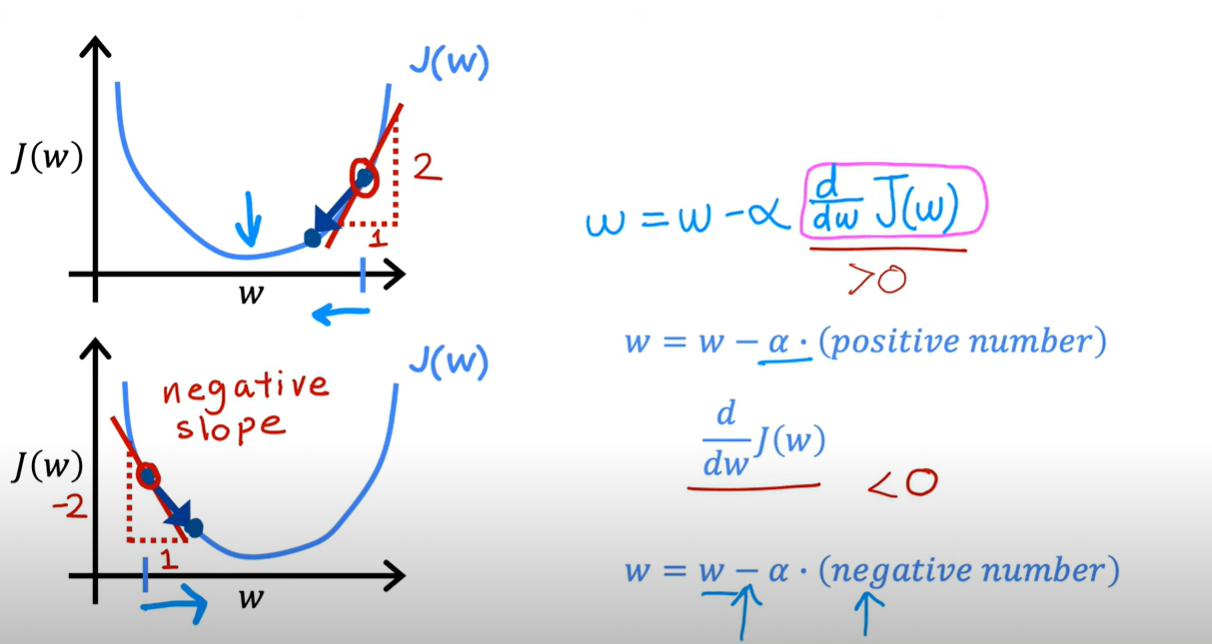 J(w)
J(w)
2
1
w
J(w)
negative
slope
J(w)
-2
1
w
w = w - α d/dw J(w)
>0
w = w − α · (positive number)
d/dw J(w)
<0
w = w − α · (negative number)